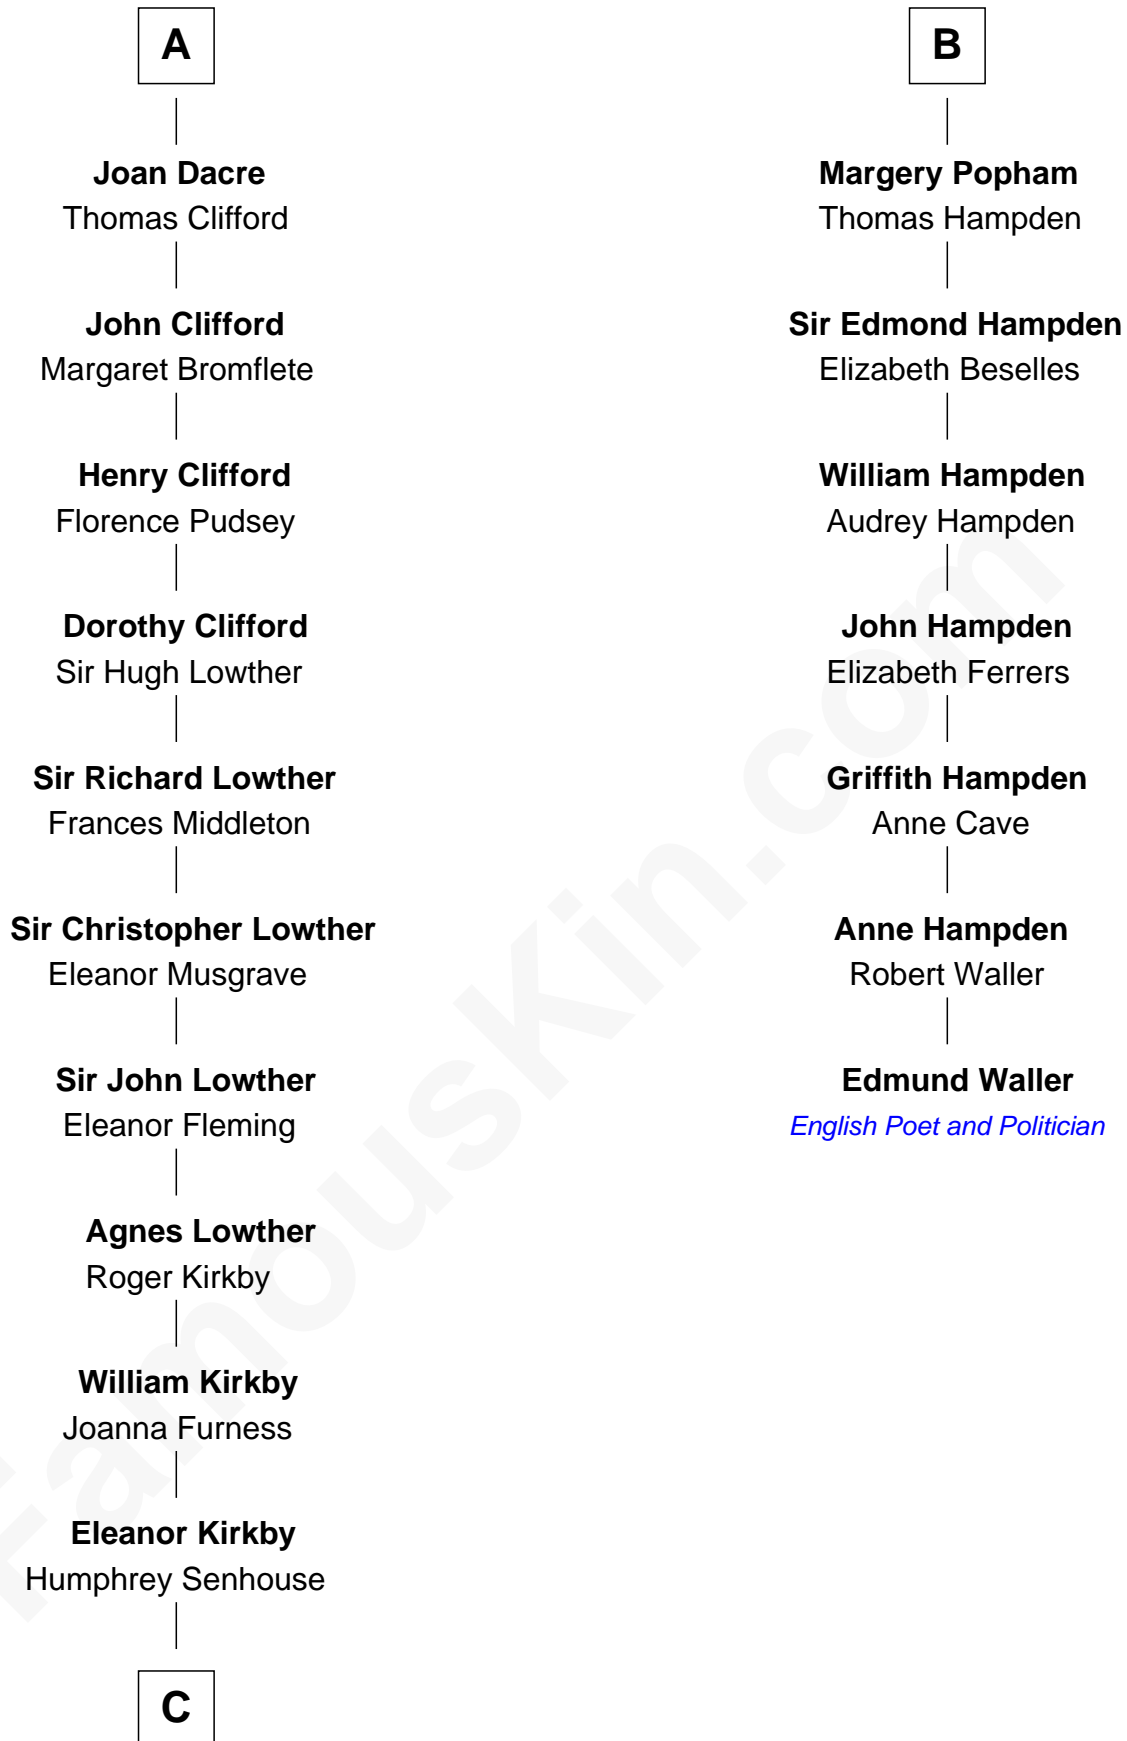 A
Joan Dacre
Thomas Clifford
John Clifford
Margaret Bromflete
Henry Clifford
Florence Pudsey
Dorothy Clifford
Sir Hugh Lowther
Sir Richard Lowther
Frances Middleton
Sir Christopher Lowther
Eleanor Musgrave
Sir John Lowther
Eleanor Fleming
Agnes Lowther
Roger Kirkby
William Kirkby
Joanna Furness
Eleanor Kirkby
Humphrey Senhouse
C
B
Margery Popham
Thomas Hampden
Sir Edmond Hampden
Elizabeth Beselles
William Hampden
Audrey Hampden
John Hampden
Elizabeth Ferrers
Griffith Hampden
Anne Cave
Anne Hampden
Robert Waller
Edmund Waller
English Poet and Politician
FamousKin.com